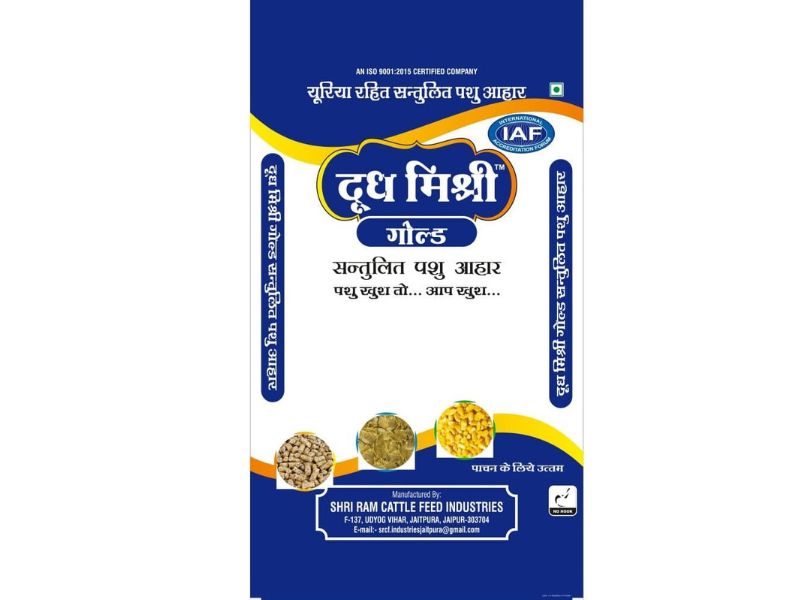 AN ISO 9001:2015 CERTIFIED COMPANY
यूरिया रहित सन्तुलित पशु आहार
INTERNATIONAL
IAF
ACCREDITATION FORUM
दूध मिश्री™
गोल्ड
सन्तुलित पशु आहार
पशु खुश तो... आप खुश...
दूध मिश्री गोल्ड सन्तुलित पशु आहार
दूध मिश्री गोल्ड सन्तुलित पशु आहार
पाचन के लिये उत्तम
NO HOOK
Manufactured By:
SHRI RAM CATTLE FEED INDUSTRIES
F-137, UDYOG VIHAR, JAITPURA, JAIPUR-303704
E-mail:- srcf.industriesjaitpura@gmail.com